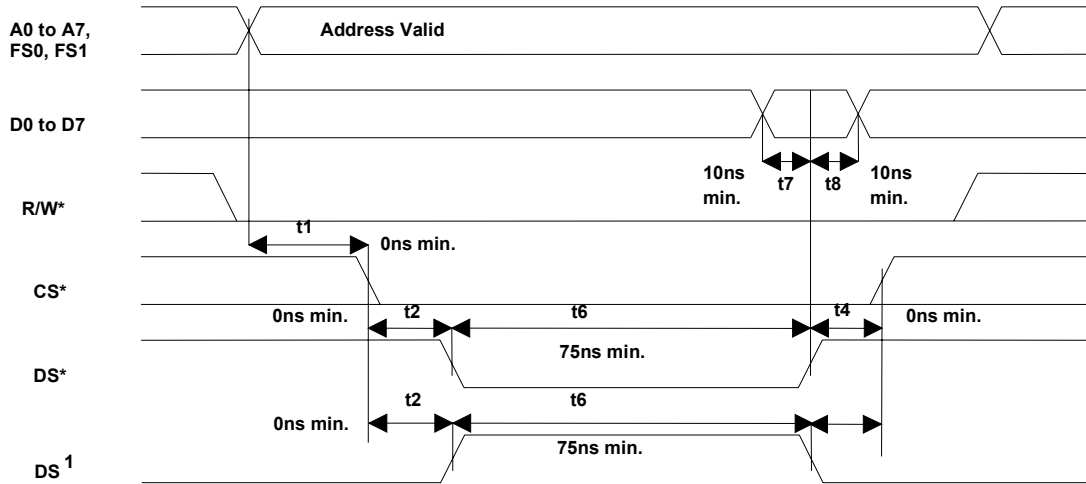 A0 to A7,
FS0, FS1
Address Valid
D0 to D7
10ns
min.
t7
t8
10ns
min.
R/W*
t1
0ns min.
CS*
0ns min.
t2
t6
t4
0ns min.
75ns min.
DS*
t2
t6
0ns min.
75ns min.
DS 1